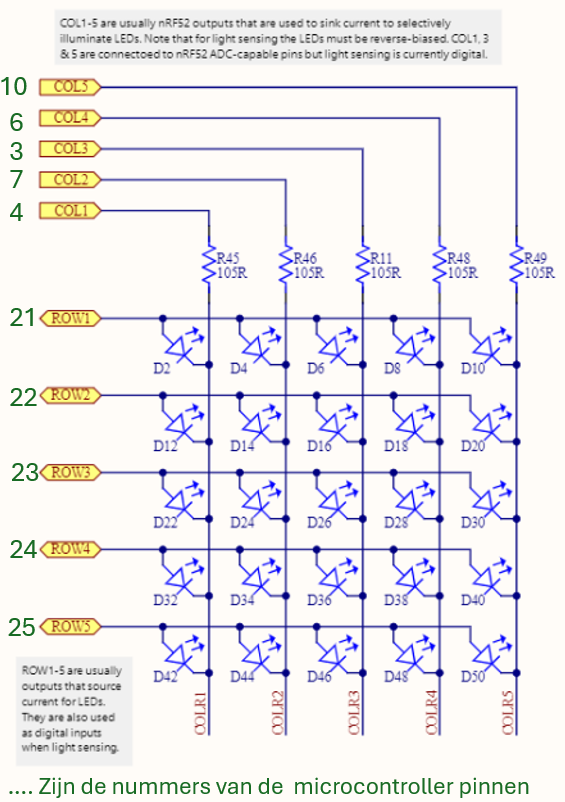 COL1-5 are usually nRF52 outputs that are used to sink current to selectively
illuminate LEDs. Note that for light sensing the LEDs must be reverse-biased. COL1, 3
& 5 are connectoed to nRF52 ADC-capable pins but light sensing is currently digital.
10 COL5
6 COL4
3 COL3
7 COL2
4 COL1
R45 R46 R11 R48 R49
105R 105R 105R 105R 105R
21 ROW1
D2 D4 D6 D8 D10
22 ROW2
D12 D14 D16 D18 D20
23 ROW3
D22 D24 D26 D28 D30
24 ROW4
D32 D34 D36 D38 D40
25 ROW5
D42 D44 D46 D48 D50
ROW1-5 are usually
outputs that source
current for LEDs.
They are also used
as digital inputs
when light sensing.
COLR1 COLR2 COLR3 COLR4 COLR5
.... Zijn de nummers van de microcontroller pinnen